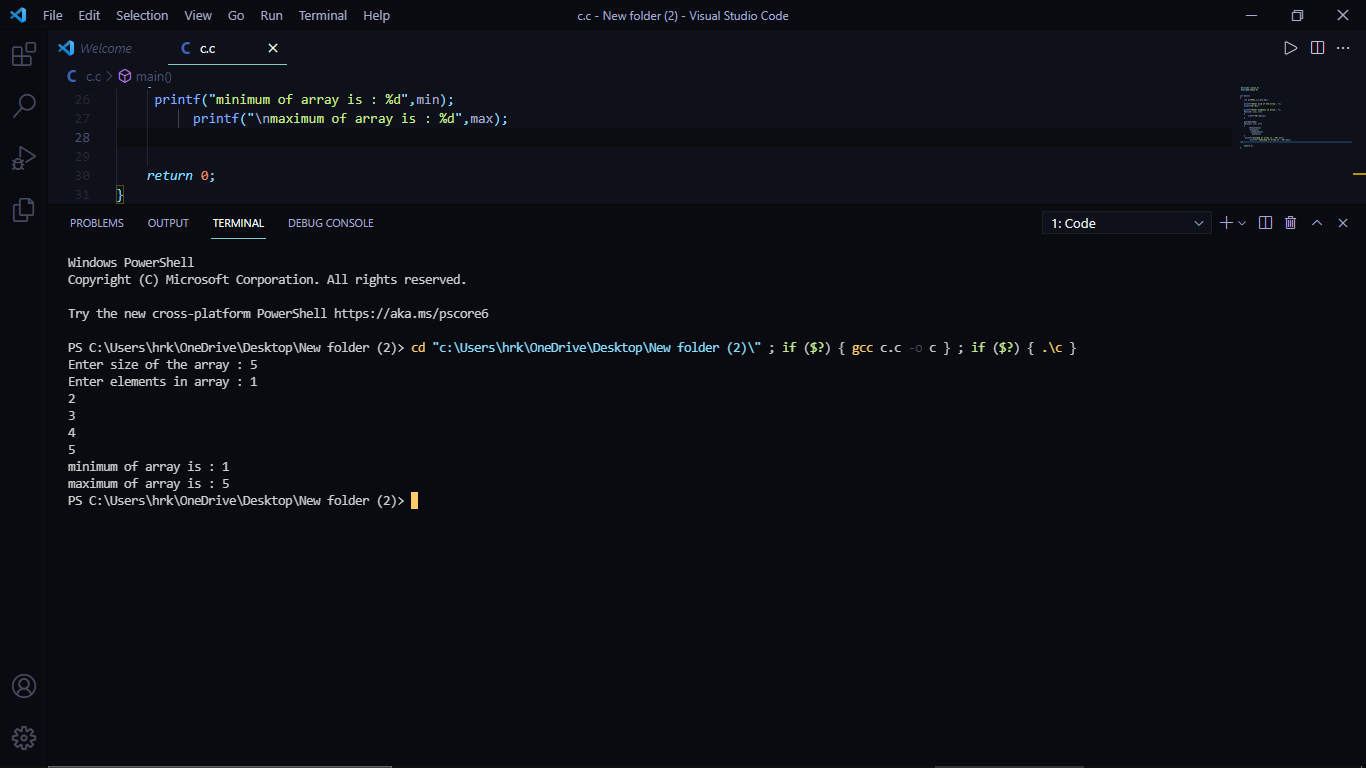 File Edit Selection View Go Run Terminal Help c.c - New folder (2) - Visual Studio Code
Welcome C c.c
C c.c > main()
26 printf("minimum of array is : %d",min);
27 printf("\nmaximum of array is : %d",max);
28
29
30 return 0;
31 }
PROBLEMS OUTPUT TERMINAL DEBUG CONSOLE 1: Code
Windows PowerShell
Copyright (C) Microsoft Corporation. All rights reserved.
Try the new cross-platform PowerShell https://aka.ms/pscore6
PS C:\Users\hrk\OneDrive\Desktop\New folder (2)> cd "c:\Users\hrk\OneDrive\Desktop\New folder (2)\" ; if ($?) { gcc c.c -o c } ; if ($?) { .\c }
Enter size of the array : 5
Enter elements in array : 1
2
3
4
5
minimum of array is : 1
maximum of array is : 5
PS C:\Users\hrk\OneDrive\Desktop\New folder (2)>